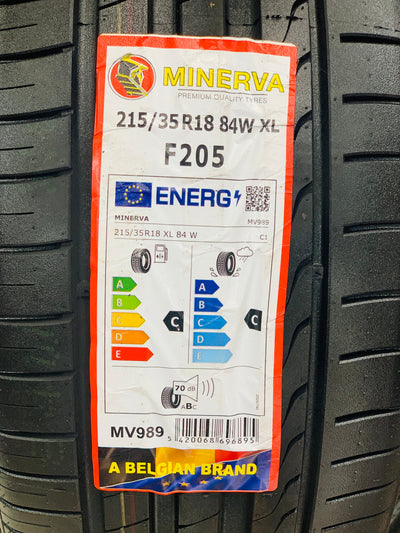 MINERVA
PREMIUM QUALITY TYRES
215/35 R18 84W XL
F205
ENERG
MINERVA MV989
215/35R18 XL 84 W C1
A A
B B
C C C C
D D
E E
70 dB
ABC
MV989
5 420068 696895
A BELGIAN BRAND